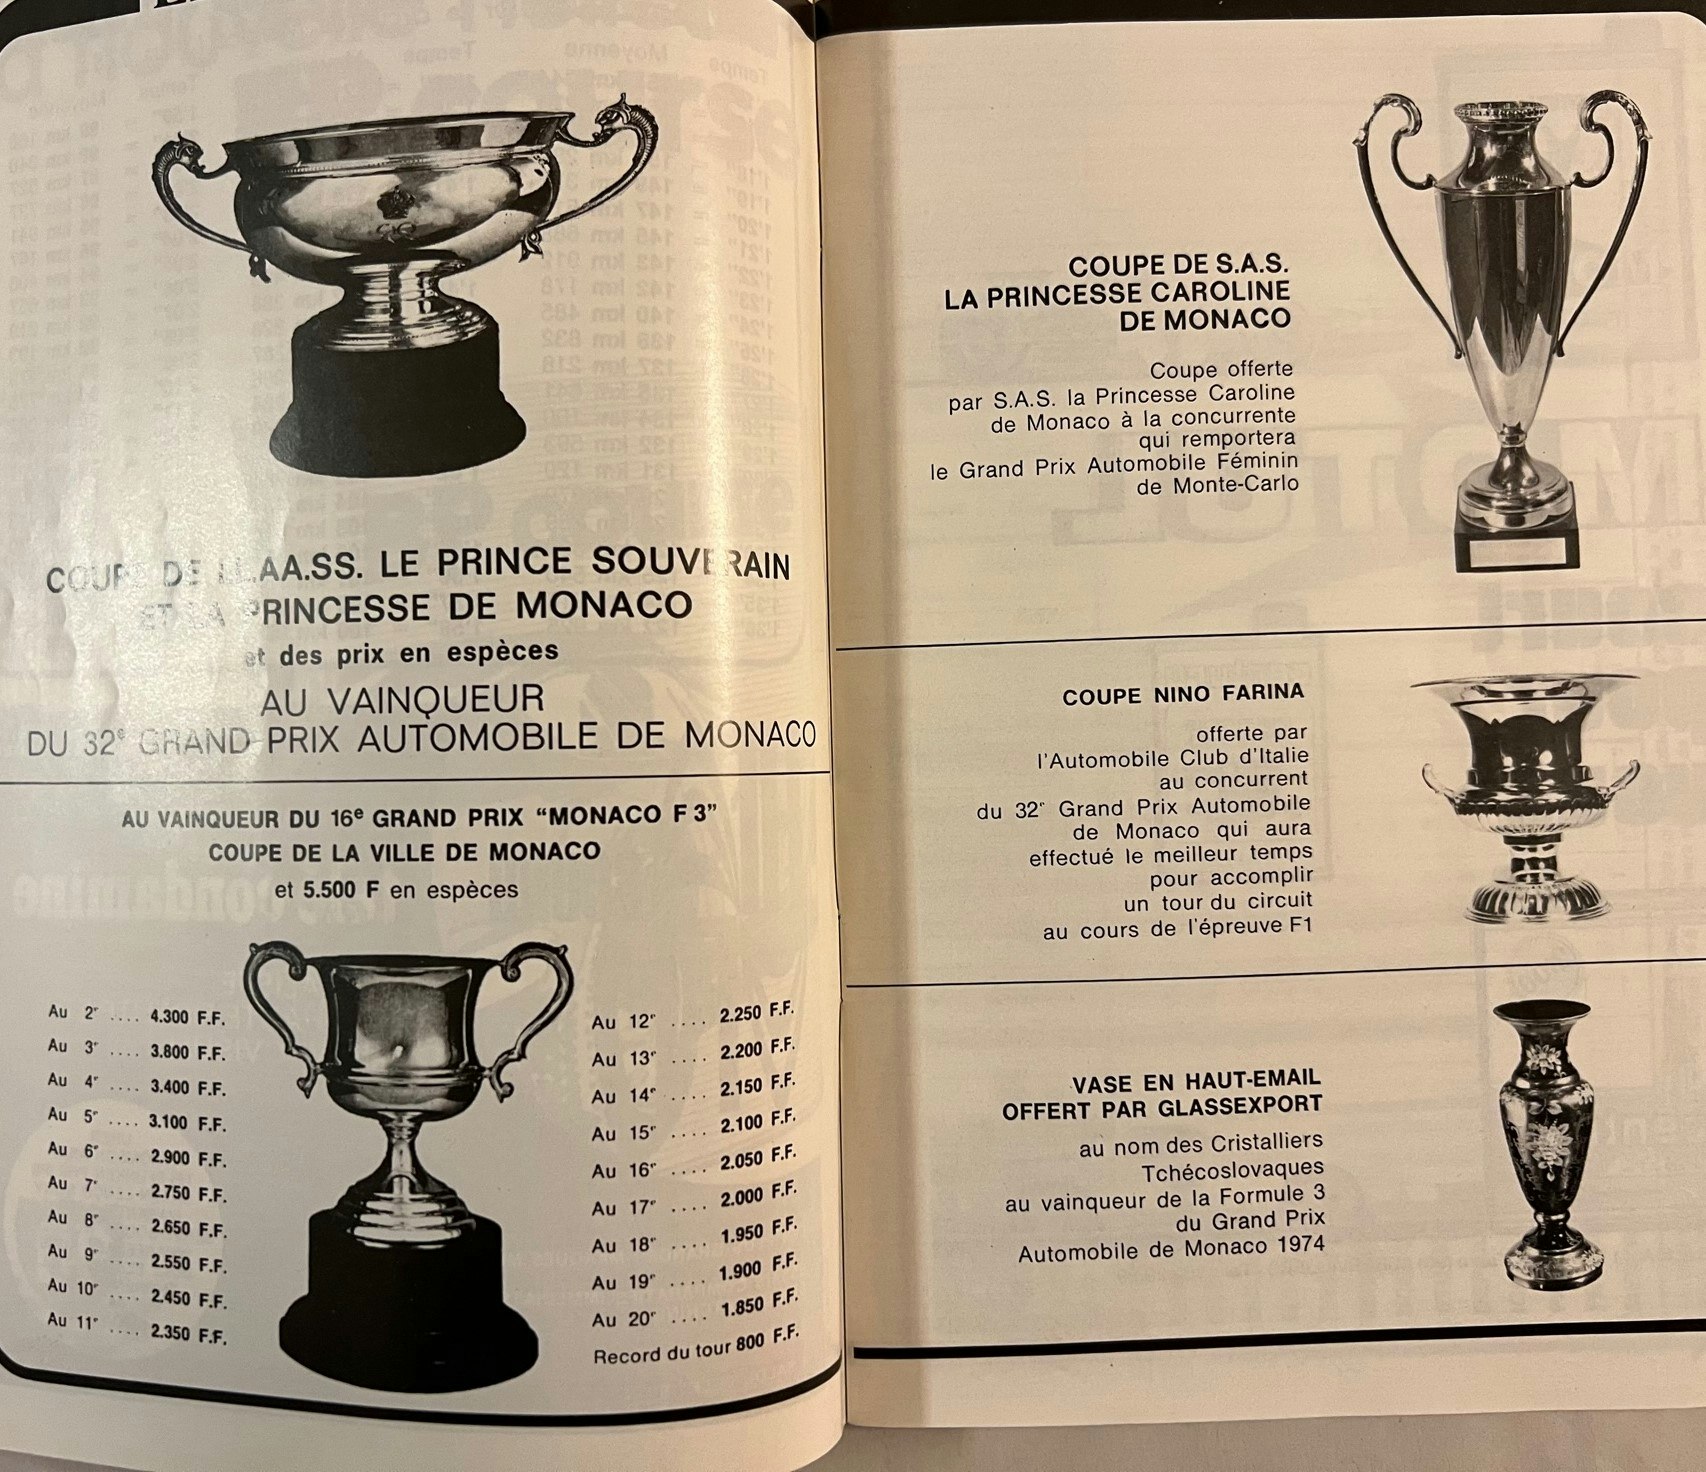 COUPE DE LL.AA.SS. LE PRINCE SOUVERAIN
ET LA PRINCESSE DE MONACO
et des prix en espèces
AU VAINQUEUR
DU 32e GRAND PRIX AUTOMOBILE DE MONACO
AU VAINQUEUR DU 16e GRAND PRIX “MONACO F 3”
COUPE DE LA VILLE DE MONACO
et 5.500 F en espèces
Au 2e .... 4.300 F.F.
Au 3e .... 3.800 F.F.
Au 4e .... 3.400 F.F.
Au 5e .... 3.100 F.F.
Au 6e .... 2.900 F.F.
Au 7e .... 2.750 F.F.
Au 8e .... 2.650 F.F.
Au 9e .... 2.550 F.F.
Au 10e .... 2.450 F.F.
Au 11e .... 2.350 F.F.
Au 12e .... 2.250 F.F.
Au 13e .... 2.200 F.F.
Au 14e .... 2.150 F.F.
Au 15e .... 2.100 F.F.
Au 16e .... 2.050 F.F.
Au 17e .... 2.000 F.F.
Au 18e .... 1.950 F.F.
Au 19e .... 1.900 F.F.
Au 20e .... 1.850 F.F.
Record du tour 800 F.F.
COUPE DE S.A.S.
LA PRINCESSE CAROLINE
DE MONACO
Coupe offerte
par S.A.S. la Princesse Caroline
de Monaco à la concurrente
qui remportera
le Grand Prix Automobile Féminin
de Monte-Carlo
COUPE NINO FARINA
offerte par
l'Automobile Club d'Italie
au concurrent
du 32e Grand Prix Automobile
de Monaco qui aura
effectué le meilleur temps
pour accomplir
un tour du circuit
au cours de l'épreuve F1
VASE EN HAUT-EMAIL
OFFERT PAR GLASSEXPORT
au nom des Cristalliers
Tchécoslovaques
au vainqueur de la Formule 3
du Grand Prix
Automobile de Monaco 1974